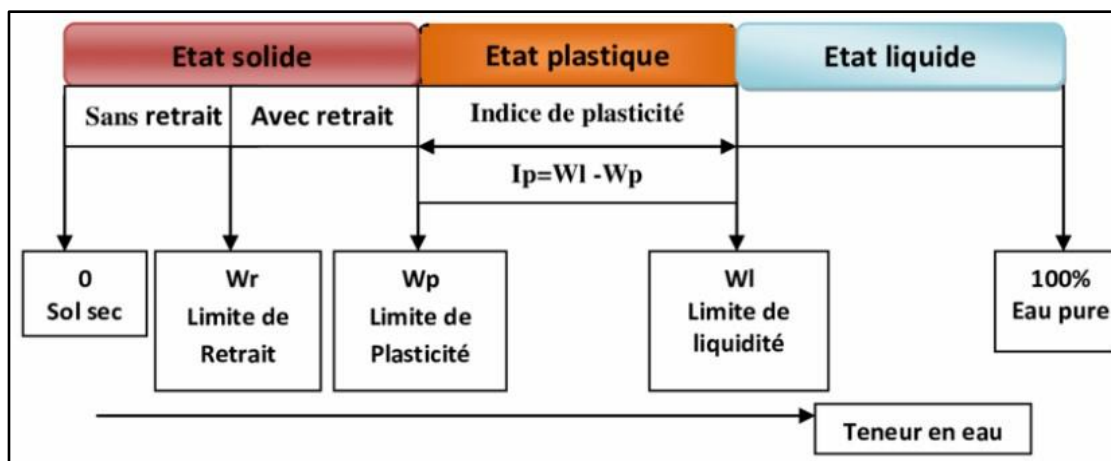 Etat solide
Etat plastique
Etat liquide
Sans retrait
Avec retrait
Indice de plasticité
Ip=Wl -Wp
0
Sol sec
Wr
Limite de
Retrait
Wp
Limite de
Plasticité
Wl
Limite de
liquidité
100%
Eau pure
Teneur en eau